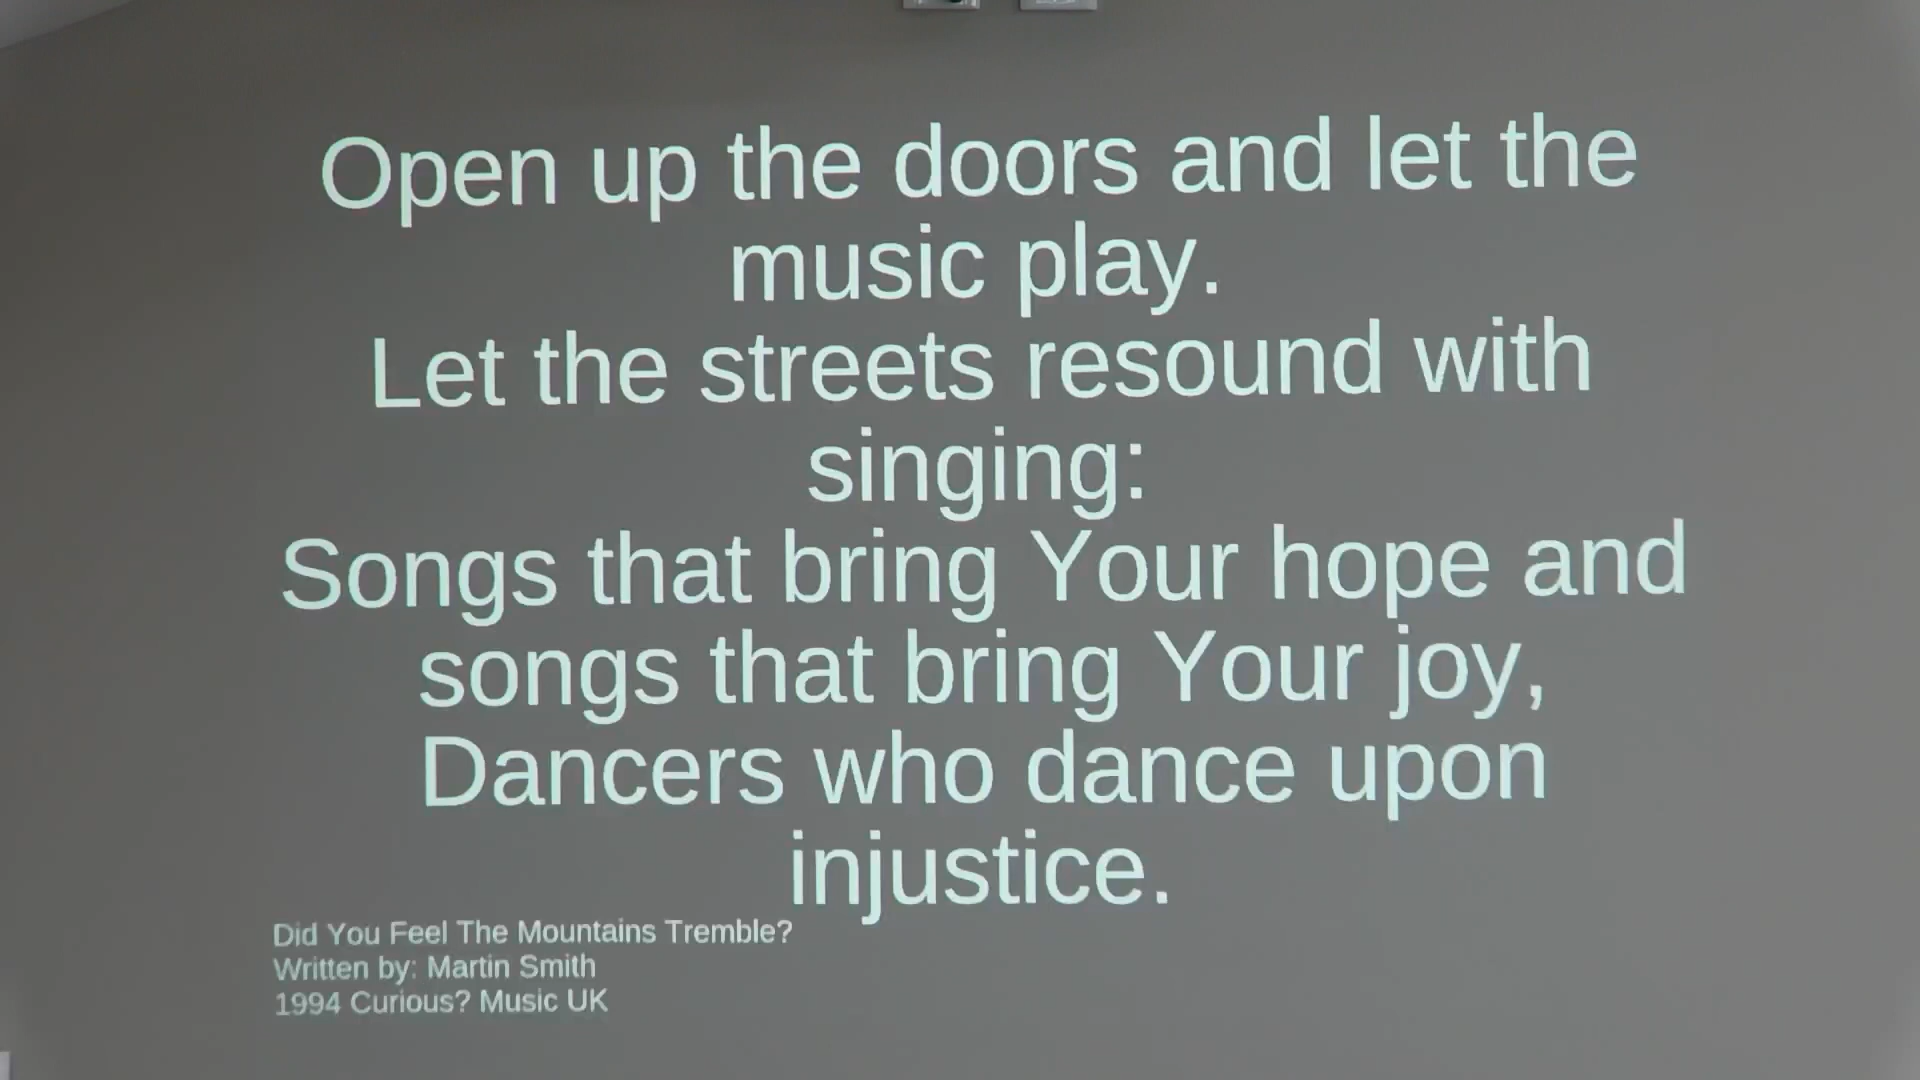 Open up the doors and let the
music play.
Let the streets resound with
singing:
Songs that bring Your hope and
songs that bring Your joy,
Dancers who dance upon
injustice.
Did You Feel The Mountains Tremble?
Written by: Martin Smith
1994 Curious? Music UK